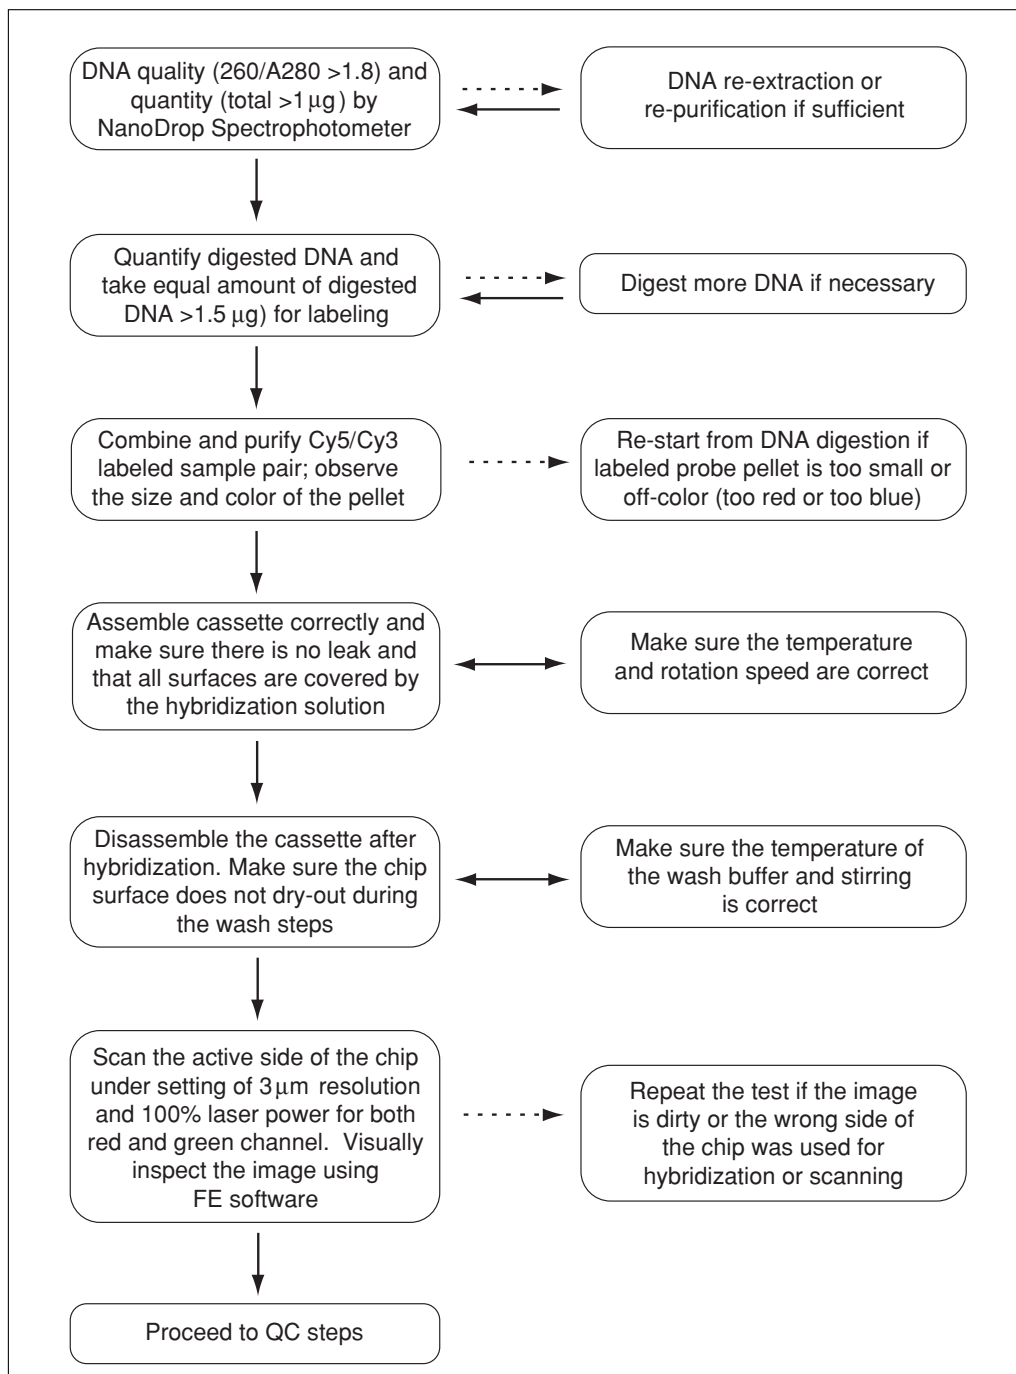 DNA quality (260/A280 >1.8) and
quantity (total >1 µg) by
NanoDrop Spectrophotometer
DNA re-extraction or
re-purification if sufficient
Quantify digested DNA and
take equal amount of digested
DNA >1.5 µg) for labeling
Digest more DNA if necessary
Combine and purify Cy5/Cy3
labeled sample pair; observe
the size and color of the pellet
Re-start from DNA digestion if
labeled probe pellet is too small or
off-color (too red or too blue)
Assemble cassette correctly and
make sure there is no leak and
that all surfaces are covered by
the hybridization solution
Make sure the temperature
and rotation speed are correct
Disassemble the cassette after
hybridization. Make sure the chip
surface does not dry-out during
the wash steps
Make sure the temperature of
the wash buffer and stirring
is correct
Scan the active side of the chip
under setting of 3 µm resolution
and 100% laser power for both
red and green channel. Visually
inspect the image using
FE software
Repeat the test if the image
is dirty or the wrong side of
the chip was used for
hybridization or scanning
Proceed to QC steps